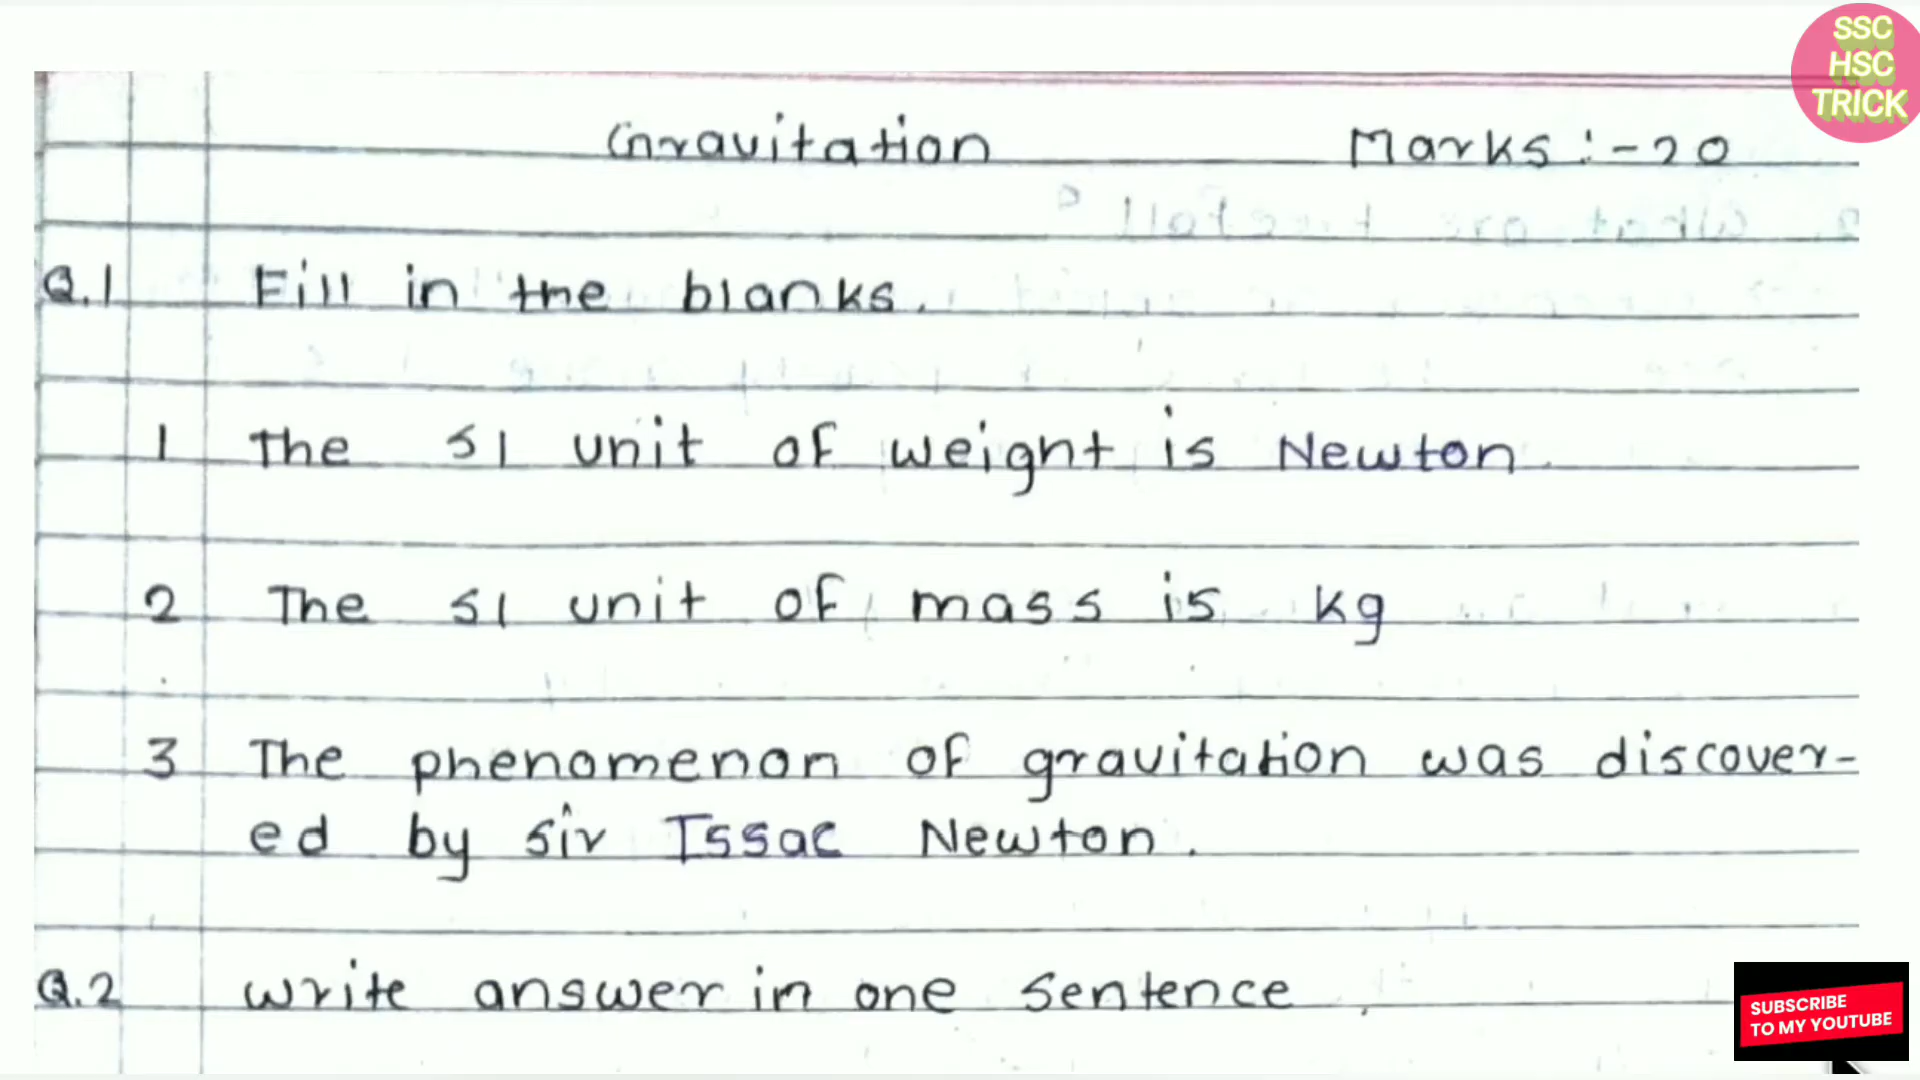 SSC
HSC
TRICK
Gravitation Marks :- 20
Q.1 Fill in the blanks.
1 The SI unit of weight is Newton.
2 The SI unit of mass is kg
3 The phenomenon of gravitation was discover-
ed by Sir Issac Newton.
Q.2 Write answer in one sentence.
SUBSCRIBE
TO MY YOUTUBE